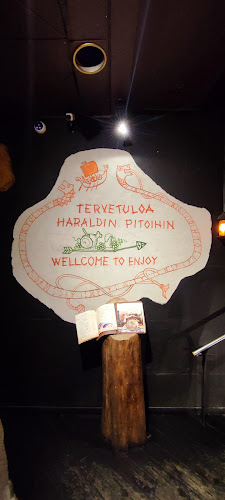 TERVETULOA
HARALDIN PITOIHIN
WELLCOME TO ENJOY